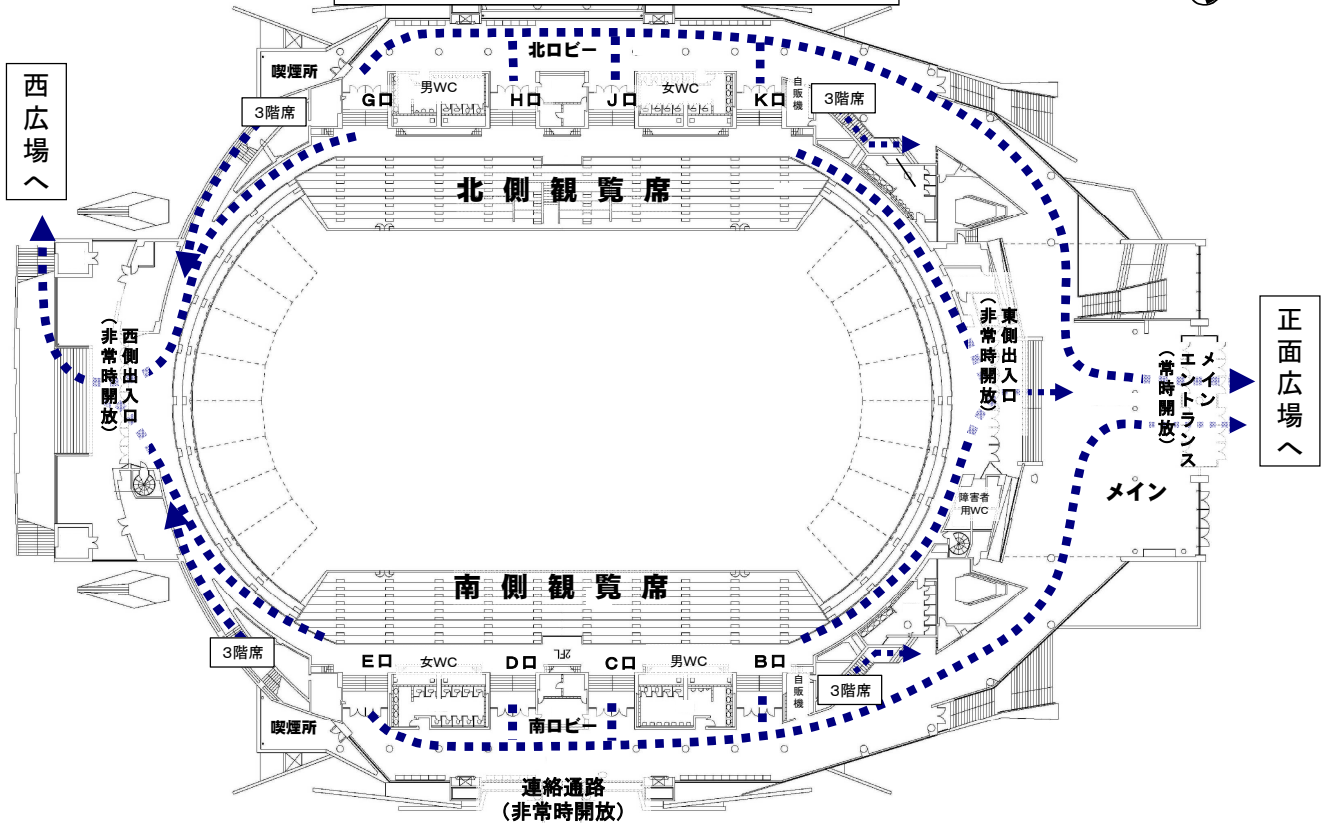 北ロビー
喫煙所
男WC
女WC
自販機
G口
H口
J口
K口
3階席
3階席
西広場へ
北側観覧席
西側出入口
(非常時開放)
東側出入口
(非常時開放)
メイン
エントランス
(常時開放)
正面広場へ
メイン
障害者
用WC
南側観覧席
3階席
E口
女WC
D口
2FL
C口
男WC
B口
自販機
3階席
喫煙所
南ロビー
連絡通路
(非常時開放)